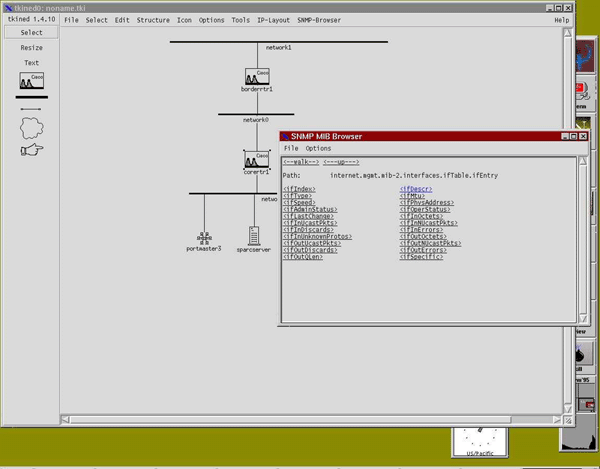 tkined0: noname.tki
tkined 1.4.10 File Select Edit Structure Icon Options Tools IP-Layout SNMP-Browser Help
Select
Resize
Text
Cisco
network1
Cisco
borderrtr1
network0
Cisco
corertr1
netwo
portmaster3
sparcserver
SNMP MIB Browser
File Options
<--walk--> <---up--->
Path: internet.mgmt.mib-2.interfaces.ifTable.ifEntry
<ifIndex> <ifDescr>
<ifType> <ifMtu>
<ifSpeed> <ifPhysAddress>
<ifAdminStatus> <ifOperStatus>
<ifLastChange> <ifInOctets>
<ifInUcastPkts> <ifInNUcastPkts>
<ifInDiscards> <ifInErrors>
<ifInUnknownProtos> <ifOutOctets>
<ifOutUcastPkts> <ifOutNUcastPkts>
<ifOutDiscards> <ifOutErrors>
<ifOutQLen> <ifSpecific>
erm
view
US/Pacific